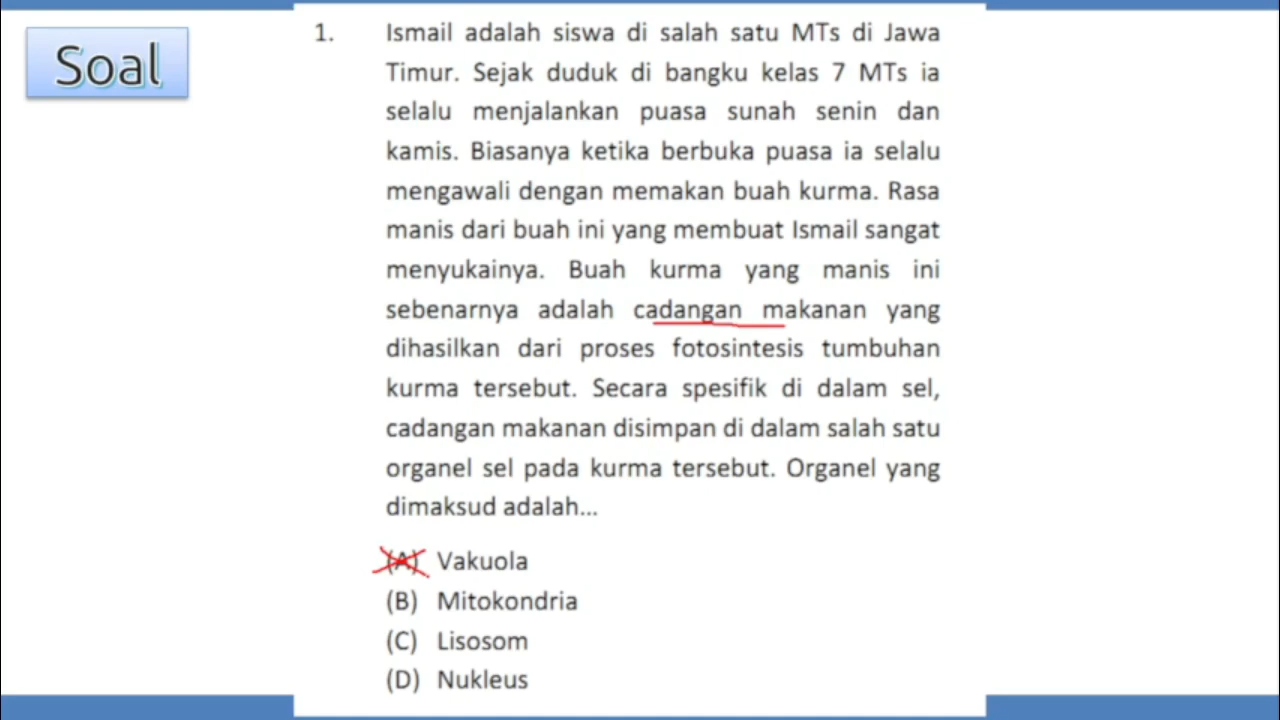 Soal
1. Ismail adalah siswa di salah satu MTs di Jawa
Timur. Sejak duduk di bangku kelas 7 MTs ia
selalu menjalankan puasa sunah senin dan
kamis. Biasanya ketika berbuka puasa ia selalu
mengawali dengan memakan buah kurma. Rasa
manis dari buah ini yang membuat Ismail sangat
menyukainya. Buah kurma yang manis ini
sebenarnya adalah cadangan makanan yang
dihasilkan dari proses fotosintesis tumbuhan
kurma tersebut. Secara spesifik di dalam sel,
cadangan makanan disimpan di dalam salah satu
organel sel pada kurma tersebut. Organel yang
dimaksud adalah...
(A) Vakuola
(B) Mitokondria
(C) Lisosom
(D) Nukleus